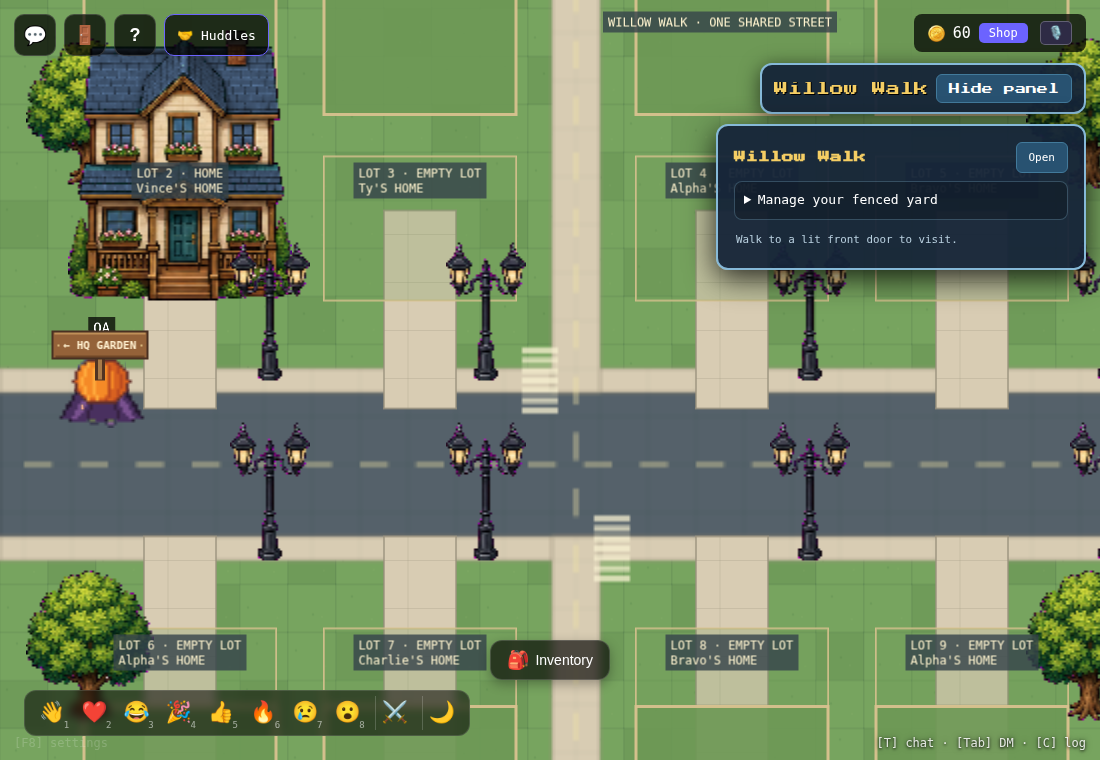 WILLOW WALK · ONE SHARED STREET
? Huddles
60 Shop
Willow Walk Hide panel
Willow Walk
Open
▶ Manage your fenced yard
Walk to a lit front door to visit.
LOT 2 · HOME
Vince'S HOME
LOT 3 · EMPTY LOT
Ty'S HOME
LOT 4
Alpha'S
QA
← HQ GARDEN
LOT 6 · EMPTY LOT
Alpha'S HOME
LOT 7 · EMPTY LOT
Charlie'S HOME
LOT 8 · EMPTY LOT
Bravo'S HOME
LOT 9 · EMPTY LOT
Alpha'S HOME
Inventory
1 2 3 4 5 6 7 8
[F8] settings
[T] chat · [Tab] DM · [C] log